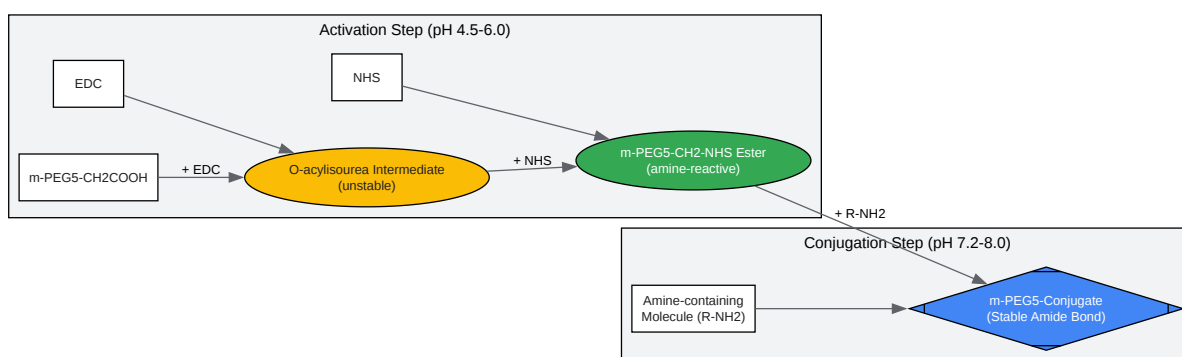 Activation Step (pH 4.5-6.0)
EDC
NHS
m-PEG5-CH2COOH
+ EDC
O-acylisourea Intermediate
(unstable)
+ NHS
m-PEG5-CH2-NHS Ester
(amine-reactive)
+ R-NH2
Conjugation Step (pH 7.2-8.0)
Amine-containing
Molecule (R-NH2)
m-PEG5-Conjugate
(Stable Amide Bond)